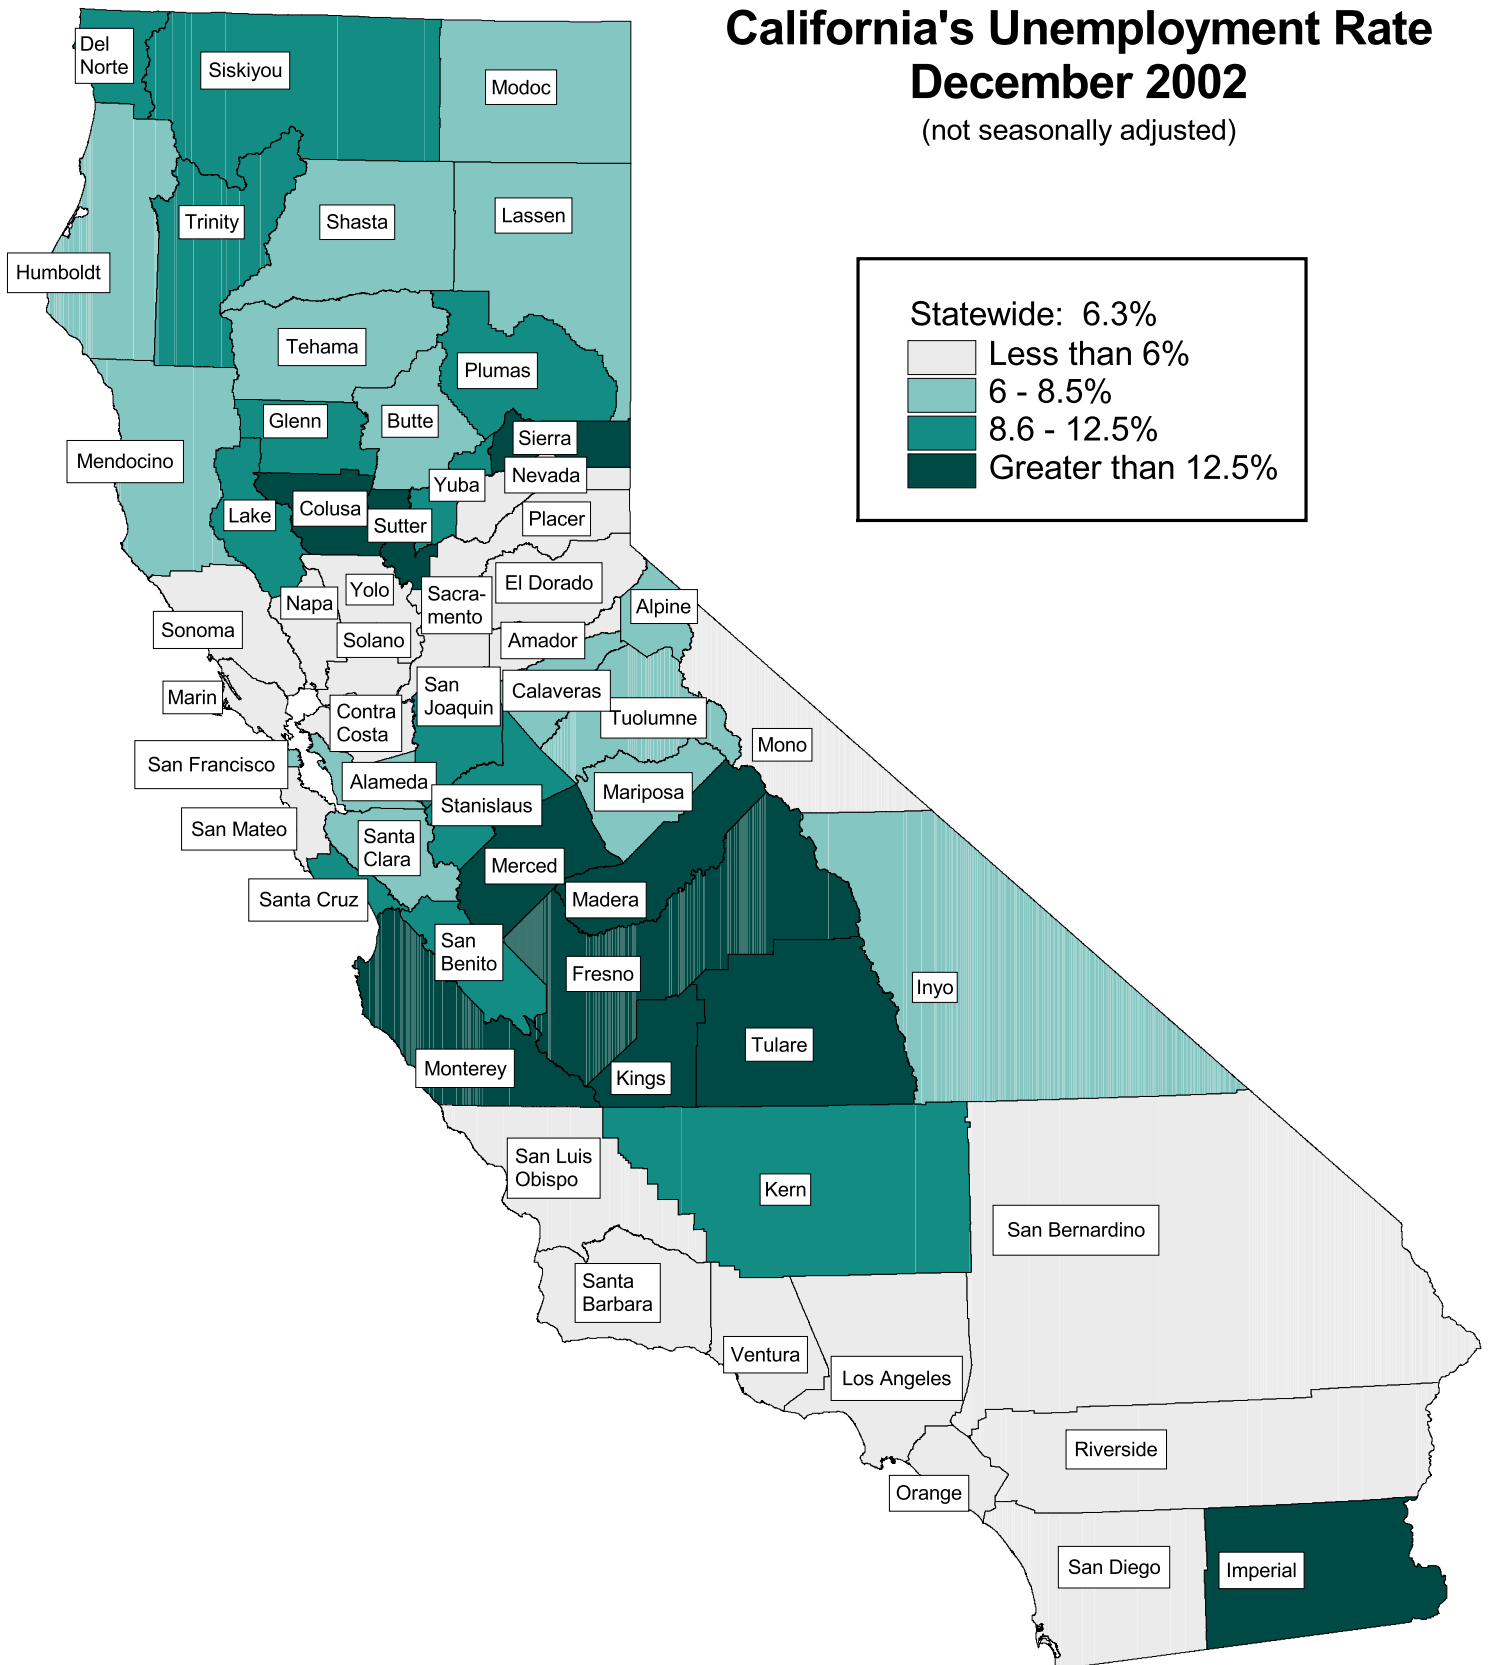 California's Unemployment Rate
December 2002
(not seasonally adjusted)
Statewide:  6.3%
Less than 6%
6 - 8.5%
8.6 - 12.5%
Greater than 12.5%
Del
Norte
Siskiyou
Modoc
Trinity
Shasta
Lassen
Humboldt
Tehama
Plumas
Glenn
Butte
Sierra
Mendocino
Nevada
Yuba
Colusa
Lake
Sutter
Placer
El Dorado
Yolo
Napa
Sacra-
mento
Alpine
Sonoma
Solano
Amador
San
Joaquin
Calaveras
Marin
Contra
Costa
Tuolumne
Mono
San Francisco
Alameda
Mariposa
Stanislaus
San Mateo
Santa
Clara
Merced
Santa Cruz
Madera
San
Benito
Fresno
Inyo
Tulare
Monterey
Kings
San Luis
Obispo
Kern
San Bernardino
Santa
Barbara
Ventura
Los Angeles
Riverside
Orange
San Diego
Imperial